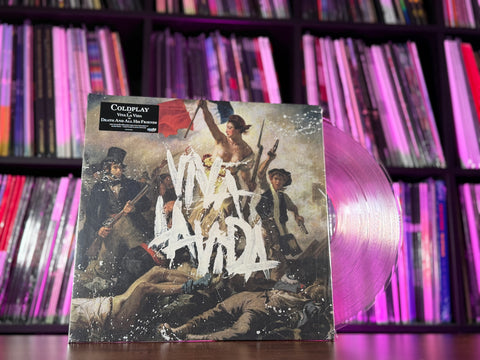 COLDPLAY
VIVA LA VIDA
OR
DEATH AND ALL HIS FRIENDS
VIVA
LA VIDA